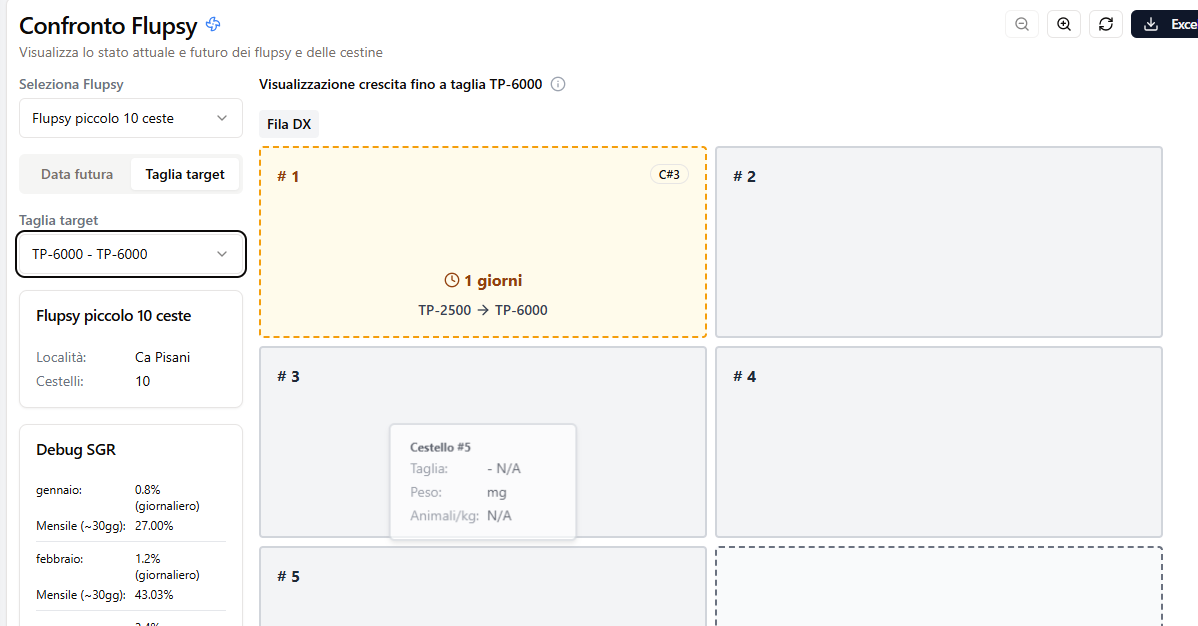 Confronto Flupsy
Visualizza lo stato attuale e futuro dei flupsy e delle cestine
Exce
Seleziona Flupsy
Flupsy piccolo 10 ceste
Data futura
Taglia target
Taglia target
TP-6000 - TP-6000
Flupsy piccolo 10 ceste
Località: Ca Pisani
Cestelli: 10
Debug SGR
gennaio: 0.8%
(giornaliero)
Mensile (~30gg): 27.00%
febbraio: 1.2%
(giornaliero)
Mensile (~30gg): 43.03%
Visualizzazione crescita fino a taglia TP-6000
Fila DX
# 1
C#3
1 giorni
TP-2500 → TP-6000
# 2
# 3
Cestello #5
Taglia: - N/A
Peso: mg
Animali/kg: N/A
# 4
# 5